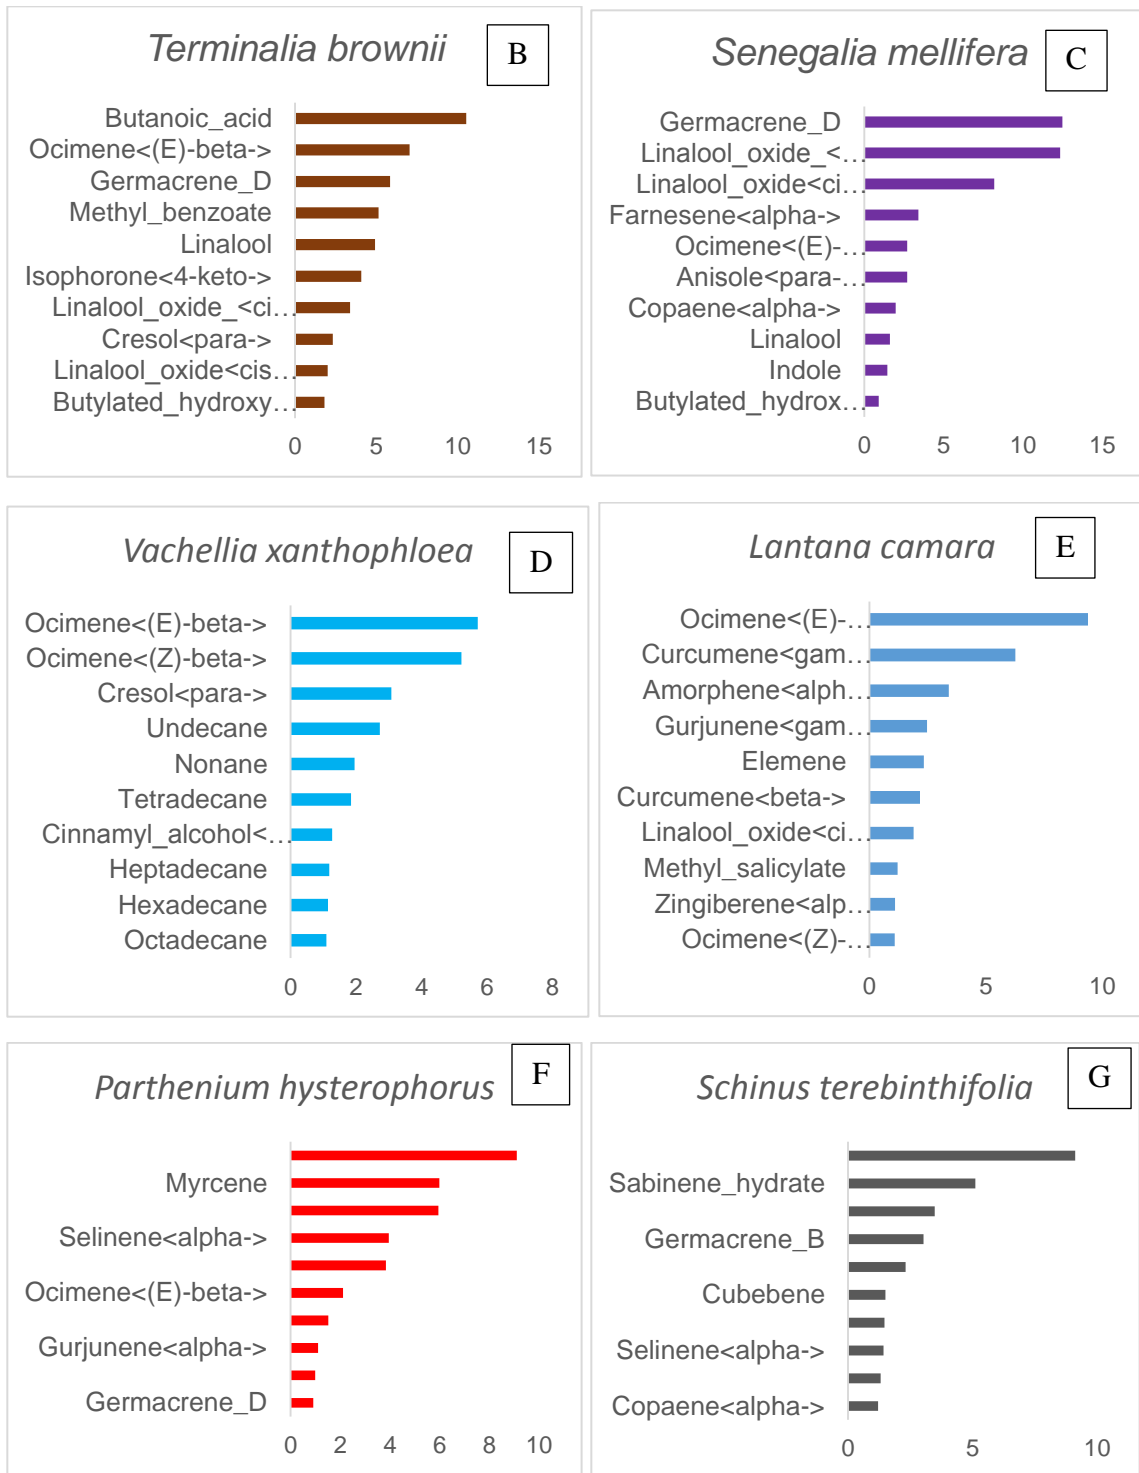 Terminalia brownii
B
Butanoic_acid
Ocimene<(E)-beta->
Germacrene_D
Methyl_benzoate
Linalool
Isophorone<4-keto->
Linalool_oxide_<ci…
Cresol<para->
Linalool_oxide<cis…
Butylated_hydroxy…
0 5 10 15
Senegalia mellifera
C
Germacrene_D
Linalool_oxide_<…
Linalool_oxide<ci…
Farnesene<alpha->
Ocimene<(E)-…
Anisole<para-…
Copaene<alpha->
Linalool
Indole
Butylated_hydrox…
0 5 10 15
Vachellia xanthophloea
D
Ocimene<(E)-beta->
Ocimene<(Z)-beta->
Cresol<para->
Undecane
Nonane
Tetradecane
Cinnamyl_alcohol<…
Heptadecane
Hexadecane
Octadecane
0 2 4 6 8
Lantana camara
E
Ocimene<(E)-…
Curcumene<gam…
Amorphene<alph…
Gurjunene<gam…
Elemene
Curcumene<beta->
Linalool_oxide<ci…
Methyl_salicylate
Zingiberene<alp…
Ocimene<(Z)-…
0 5 10
Parthenium hysterophorus
F
Myrcene
Selinene<alpha->
Ocimene<(E)-beta->
Gurjunene<alpha->
Germacrene_D
0 2 4 6 8 10
Schinus terebinthifolia
G
Sabinene_hydrate
Germacrene_B
Cubebene
Selinene<alpha->
Copaene<alpha->
0 5 10